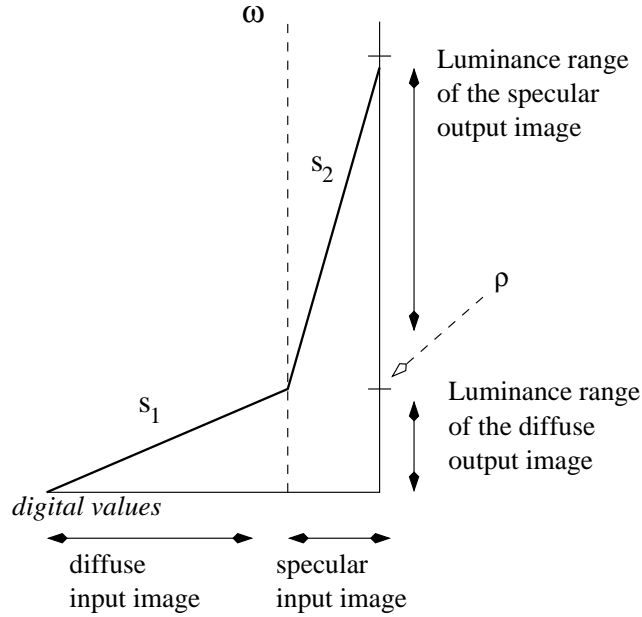 ω
Luminance range
of the specular
output image
s2
ρ
Luminance range
of the diffuse
output image
s1
digital values
diffuse
input image
specular
input image